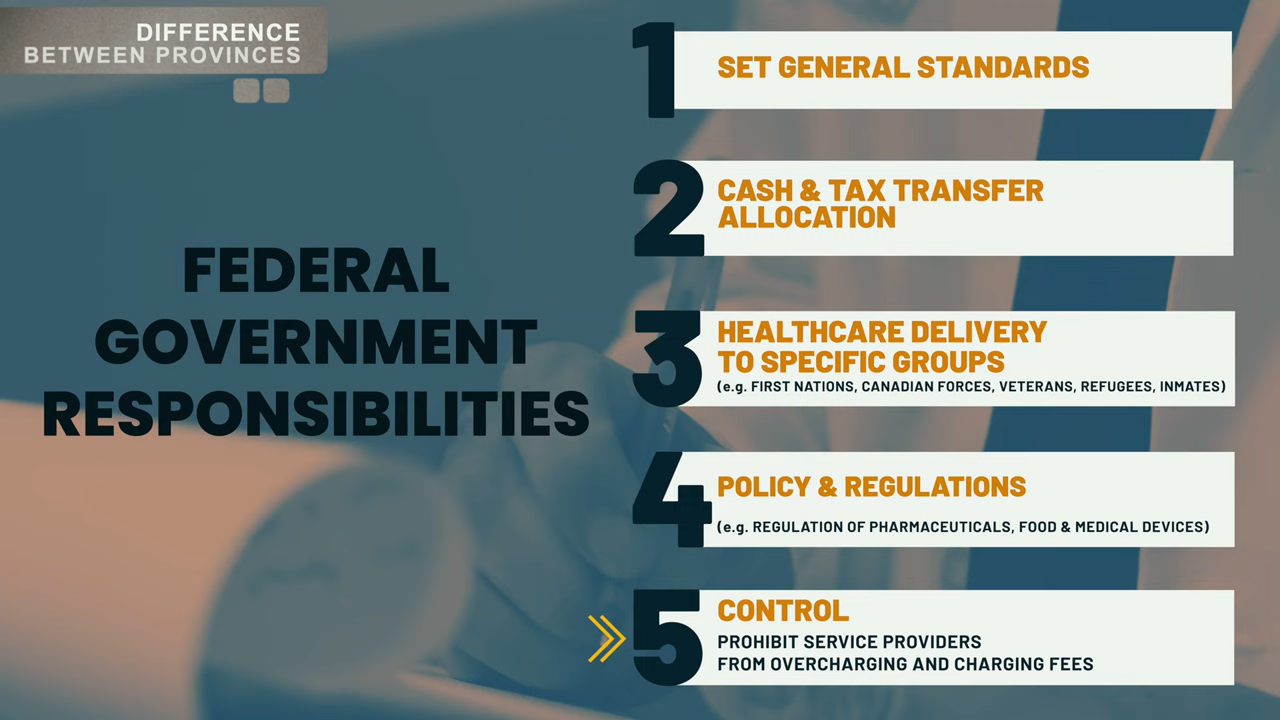 DIFFERENCE
BETWEEN PROVINCES
FEDERAL
GOVERNMENT
RESPONSIBILITIES
1
SET GENERAL STANDARDS
2
CASH & TAX TRANSFER
ALLOCATION
3
HEALTHCARE DELIVERY
TO SPECIFIC GROUPS
(e.g. FIRST NATIONS, CANADIAN FORCES, VETERANS, REFUGEES, INMATES)
4
POLICY & REGULATIONS
(e.g. REGULATION OF PHARMACEUTICALS, FOOD & MEDICAL DEVICES)
5
CONTROL
PROHIBIT SERVICE PROVIDERS
FROM OVERCHARGING AND CHARGING FEES